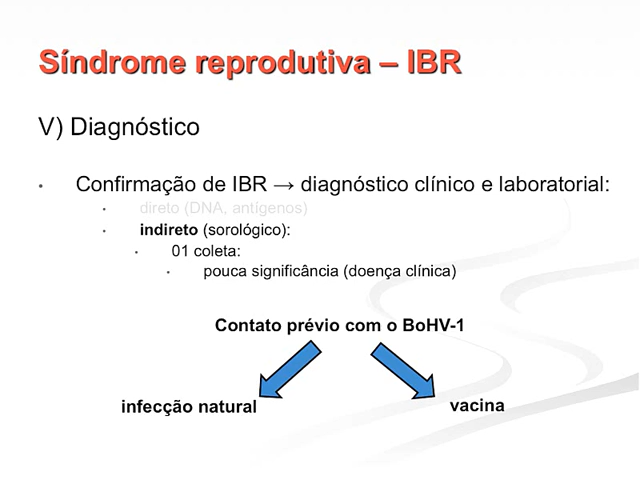 Síndrome reprodutiva – IBR
V) Diagnóstico
• Confirmação de IBR → diagnóstico clínico e laboratorial:
• direto (DNA, antígenos)
• indireto (sorológico):
• 01 coleta:
• pouca significância (doença clínica)
Contato prévio com o BoHV-1
infecção natural
vacina